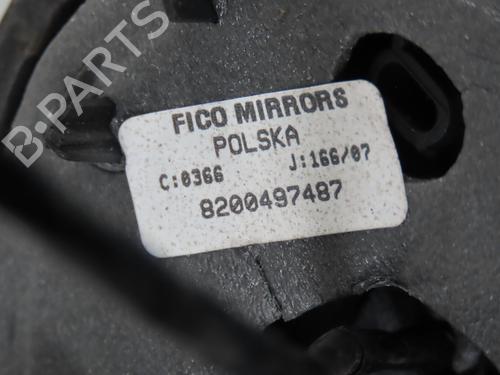 B-PARTS
FICO MIRRORS
POLSKA
C:0366 J:166/07
8200497487